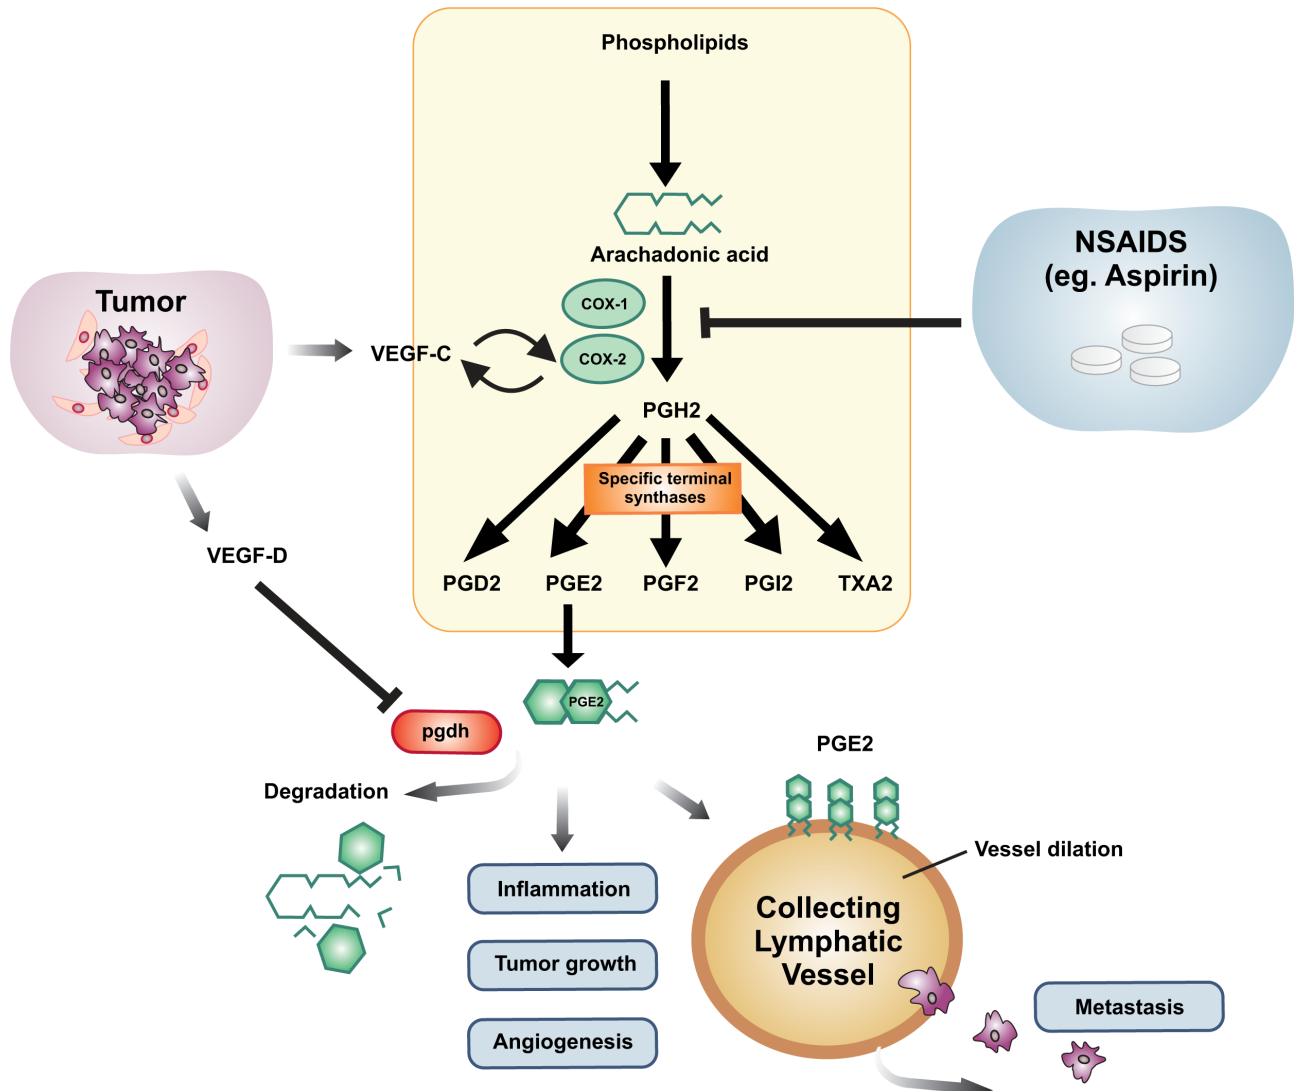 Phospholipids
Arachadonic acid
NSAIDS
(eg. Aspirin)
Tumor
COX-1
VEGF-C
COX-2
PGH2
Specific terminal
synthases
VEGF-D
PGD2
PGE2
PGF2
PGI2
TXA2
PGE2
pgdh
PGE2
Degradation
Vessel dilation
Inflammation
Collecting
Lymphatic
Vessel
Tumor growth
Metastasis
Angiogenesis